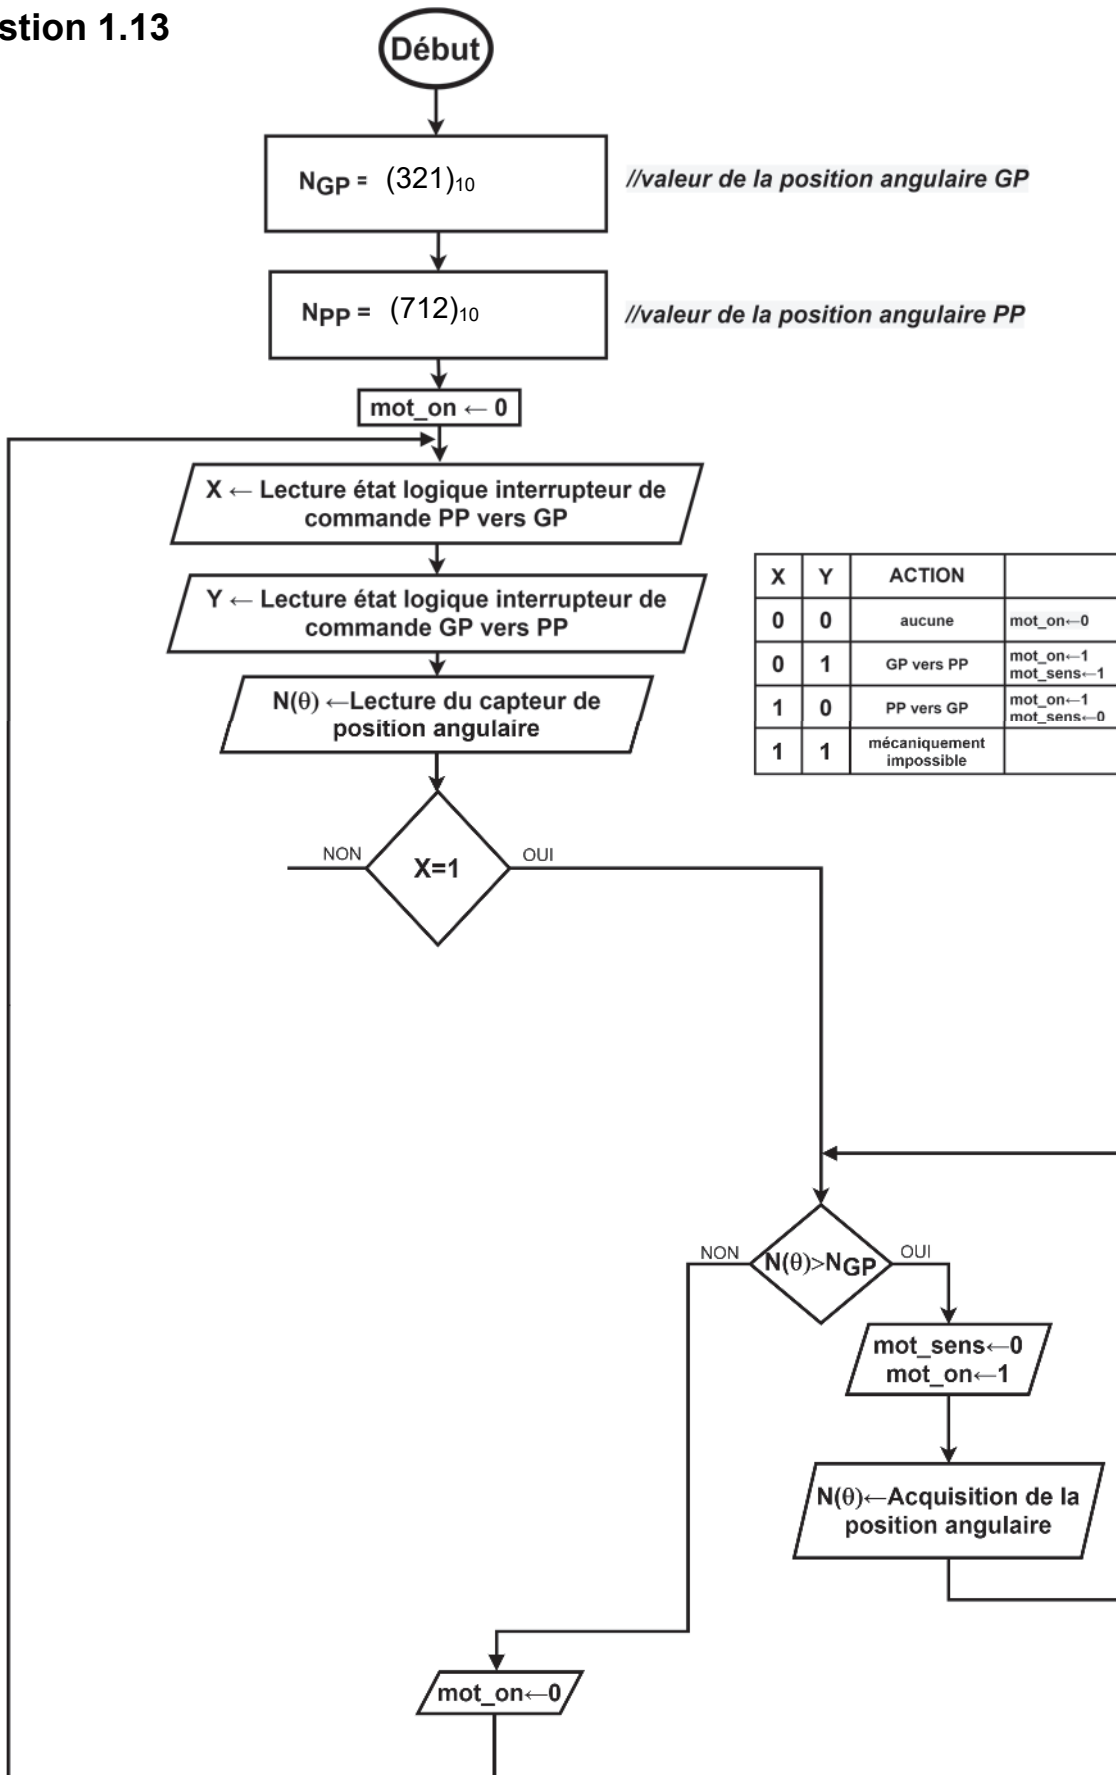 stion 1.13
Début
NGP = (321)10
//valeur de la position angulaire GP
NPP = (712)10
//valeur de la position angulaire PP
mot_on ← 0
X ← Lecture état logique interrupteur de
commande PP vers GP
Y ← Lecture état logique interrupteur de
commande GP vers PP
N(θ) ←Lecture du capteur de
position angulaire
X Y ACTION
0 0 aucune mot_on←0
0 1 GP vers PP mot_on←1
mot_sens←1
1 0 PP vers GP mot_on←1
mot_sens←0
1 1 mécaniquement
impossible
NON X=1 OUI
NON N(θ)>NGP OUI
mot_sens←0
mot_on←1
N(θ)←Acquisition de la
position angulaire
mot_on←0